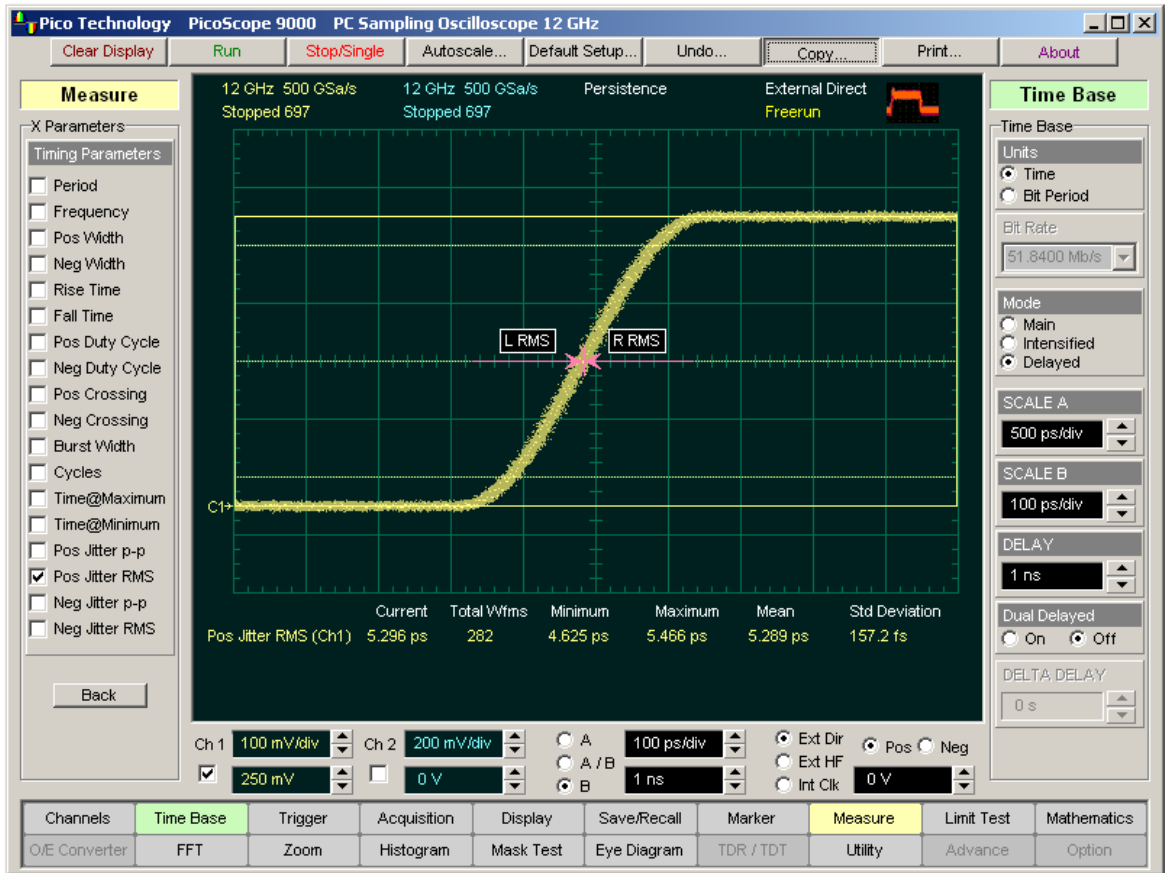 Pico Technology PicoScope 9000 PC Sampling Oscilloscope 12 GHz
Clear Display Run Stop/Single Autoscale... Default Setup... Undo... Copy... Print... About
Measure
X Parameters
Timing Parameters
Period
Frequency
Pos Width
Neg Width
Rise Time
Fall Time
Pos Duty Cycle
Neg Duty Cycle
Pos Crossing
Neg Crossing
Burst Width
Cycles
Time@Maximum
Time@Minimum
Pos Jitter p-p
Pos Jitter RMS
Neg Jitter p-p
Neg Jitter RMS
Back
12 GHz 500 GSa/s 12 GHz 500 GSa/s Persistence External Direct
Stopped 697 Stopped 697 Freerun
L RMS R RMS
C1
Current Total Wfms Minimum Maximum Mean Std Deviation
Pos Jitter RMS (Ch1) 5.296 ps 282 4.625 ps 5.466 ps 5.289 ps 157.2 fs
Time Base
Time Base
Units
Time
Bit Period
Bit Rate
51.8400 Mb/s
Mode
Main
Intensified
Delayed
SCALE A
500 ps/div
SCALE B
100 ps/div
DELAY
1 ns
Dual Delayed
On Off
DELTA DELAY
0 s
Ch 1 100 mV/div Ch 2 200 mV/div A 100 ps/div Ext Dir Pos Neg
A / B Ext HF
250 mV 0 V B 1 ns Int Clk 0 V
Channels Time Base Trigger Acquisition Display Save/Recall Marker Measure Limit Test Mathematics
O/E Converter FFT Zoom Histogram Mask Test Eye Diagram TDR / TDT Utility Advance Option